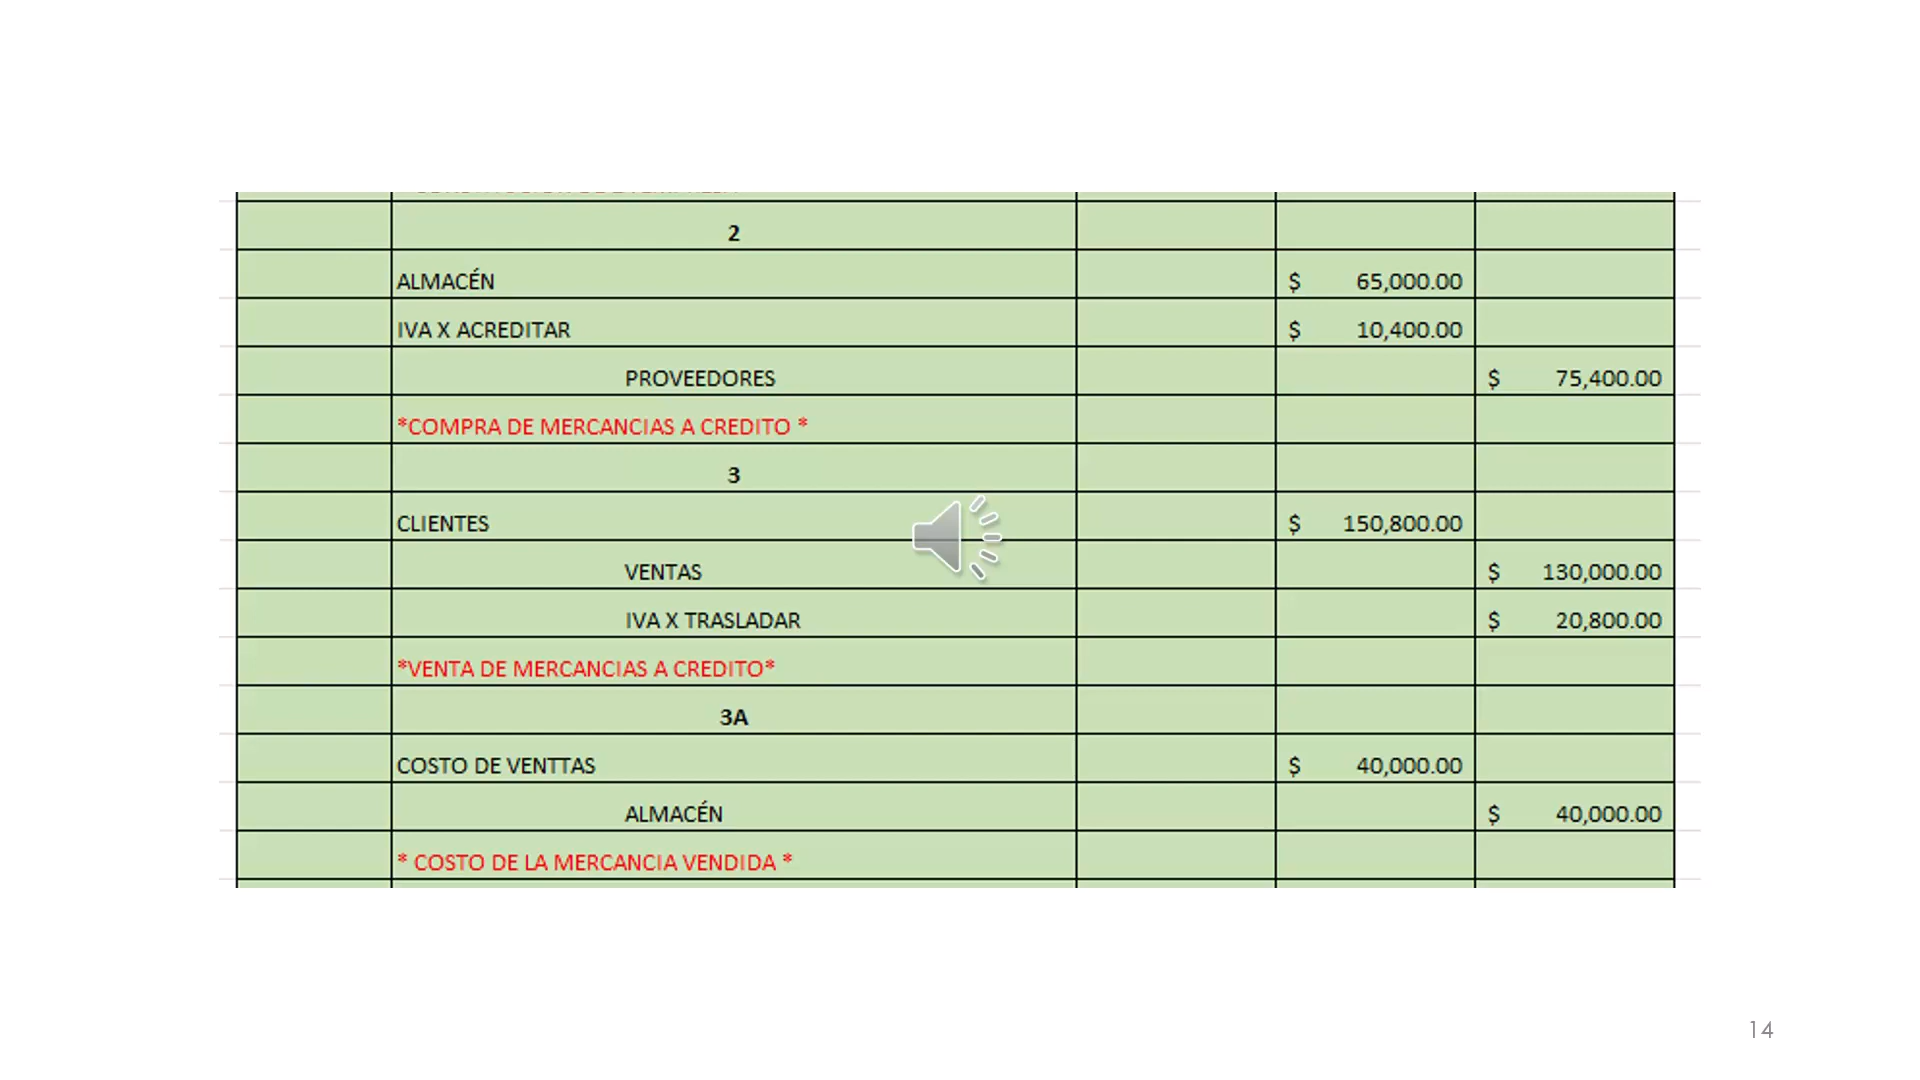 2
ALMACÉN $ 65,000.00
IVA X ACREDITAR $ 10,400.00
PROVEEDORES $ 75,400.00
*COMPRA DE MERCANCIAS A CREDITO *
3
CLIENTES $ 150,800.00
VENTAS $ 130,000.00
IVA X TRASLADAR $ 20,800.00
*VENTA DE MERCANCIAS A CREDITO*
3A
COSTO DE VENTTAS $ 40,000.00
ALMACÉN $ 40,000.00
* COSTO DE LA MERCANCIA VENDIDA *
14